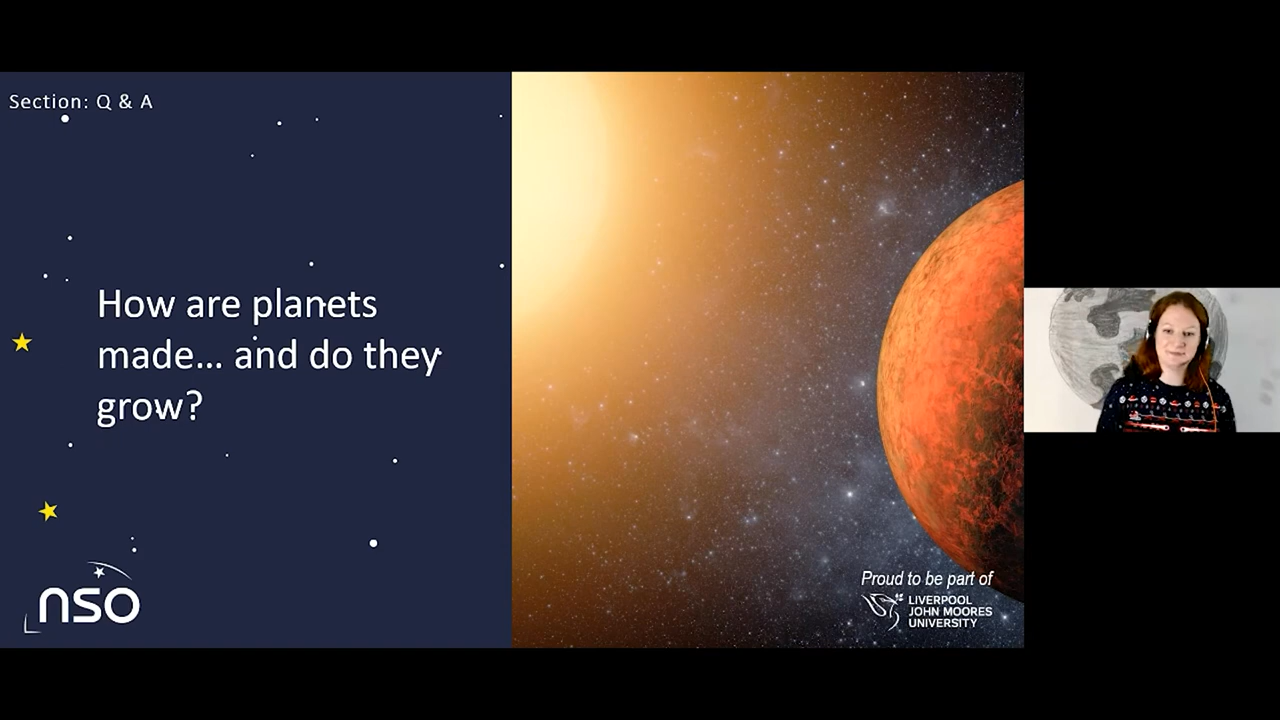 Section: Q & A
How are planets
made... and do they
grow?
nso
Proud to be part of
LIVERPOOL
JOHN MOORES
UNIVERSITY